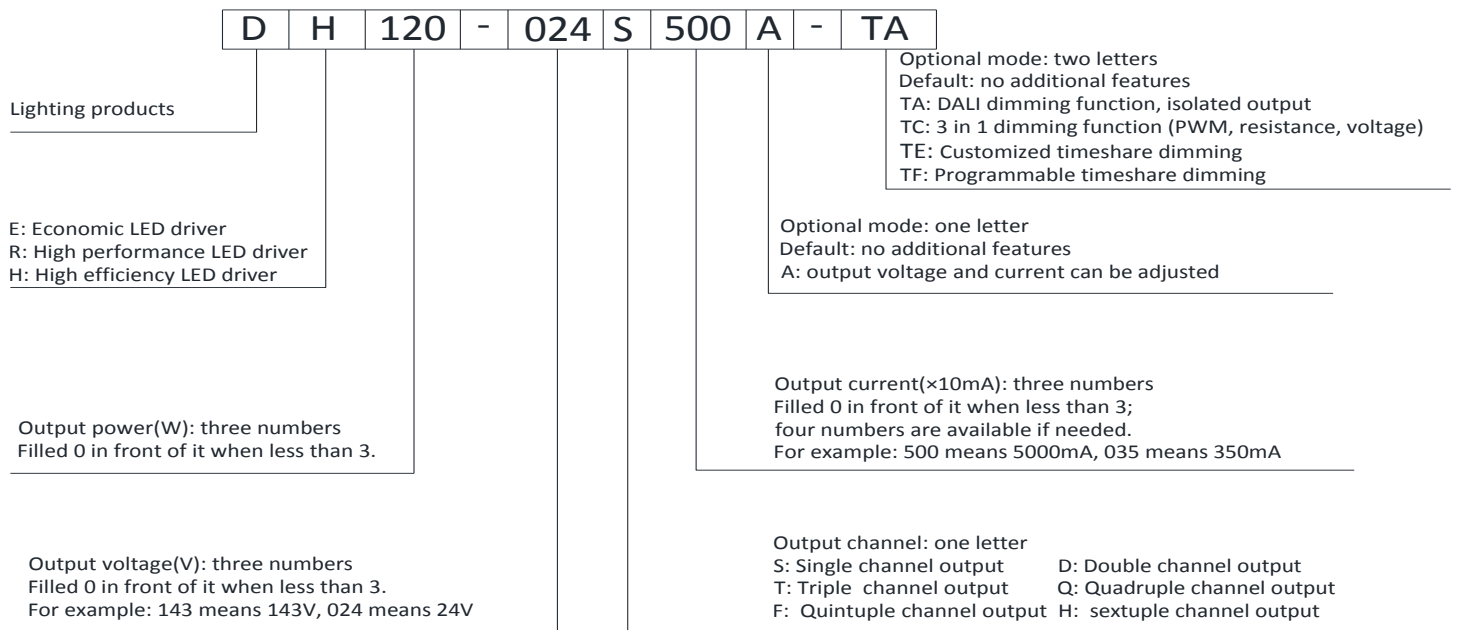 D H 120 - 024 S 500 A - TA
Optional mode: two letters
Default: no additional features
TA: DALI dimming function, isolated output
TC: 3 in 1 dimming function (PWM, resistance, voltage)
TE: Customized timeshare dimming
TF: Programmable timeshare dimming
Lighting products
E: Economic LED driver
R: High performance LED driver
H: High efficiency LED driver
Optional mode: one letter
Default: no additional features
A: output voltage and current can be adjusted
Output power(W): three numbers
Filled 0 in front of it when less than 3.
Output current(×10mA): three numbers
Filled 0 in front of it when less than 3;
four numbers are available if needed.
For example: 500 means 5000mA, 035 means 350mA
Output voltage(V): three numbers
Filled 0 in front of it when less than 3.
For example: 143 means 143V, 024 means 24V
Output channel: one letter
S: Single channel output D: Double channel output
T: Triple channel output Q: Quadruple channel output
F: Quintuple channel output H: sextuple channel output